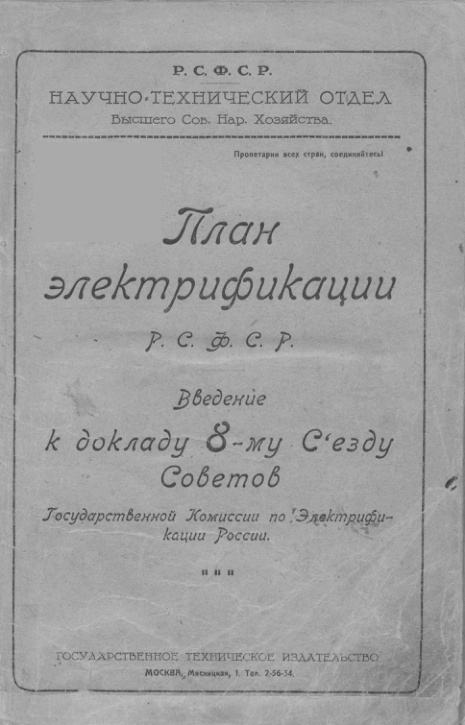 Р. С. Ф. С. Р.
НАУЧНО-ТЕХНИЧЕСКИЙ ОТДЕЛ
Высшего Сов. Нар. Хозяйства.
Пролетарии всех стран, соединяйтесь!
План
электрификации
Р. С. Ф. С. Р.
Введение
к докладу 8-му С'езду
Советов
Государственной Комиссии по Электрифи-
кации России.
ГОСУДАРСТВЕННОЕ ТЕХНИЧЕСКОЕ ИЗДАТЕЛЬСТВО
МОСКВА, Мясницкая, 1. Тел. 2-56-54.